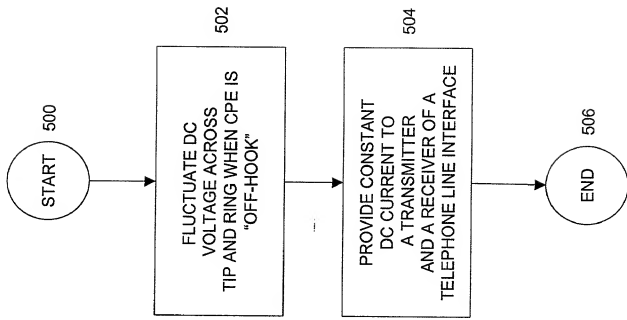 START
500
FLUCTUATE DC
VOLTAGE ACROSS
TIP AND RING WHEN CPE IS
"OFF-HOOK"
502
PROVIDE CONSTANT
DC CURRENT TO
A TRANSMITTER
AND A RECEIVER OF A
TELEPHONE LINE INTERFACE
504
END
506